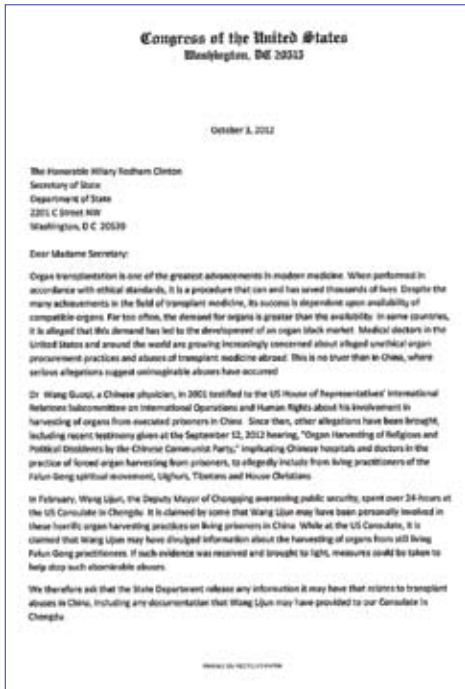 Congress of the United States
Washington, DC 20515
October 3, 2012
The Honorable Hillary Rodham Clinton
Secretary of State
Department of State
2201 C Street NW
Washington, D C 20520
Dear Madame Secretary:
Organ transplantation is one of the greatest advancements in modern medicine. When performed in
accordance with ethical standards, it is a procedure that can and has saved thousands of lives. Despite the
many achievements in the field of transplant medicine, its success is dependent upon availability of
compatible organs. Far too often, the demand for organs is greater than the availability. In some countries,
it is alleged that this demand has led to the development of an organ black market. Medical doctors in the
United States and around the world are growing increasingly concerned about alleged unethical organ
procurement practices and abuses of transplant medicine abroad. This is no truer than in China, where
serious allegations suggest unimaginable abuses have occurred
Dr Wang Guoqi, a Chinese physician, in 2001 testified to the US House of Representatives' International
Relations Subcommittee on International Operations and Human Rights about his involvement in
harvesting of organs from executed prisoners in China Since then, other allegations have been brought,
including recent testimony given at the September 12, 2012 hearing, "Organ Harvesting of Religious and
Political Dissidents by the Chinese Communist Party," implicating Chinese hospitals and doctors in the
practice of forced organ harvesting from prisoners, to allegedly include from living practitioners of the
Falun Gong spiritual movement, Uighurs, Tibetans and House Christians
In February, Wang Lijun, the Deputy Mayor of Chongqing overseeing public security, spent over 24-hours at
the US Consulate in Chengdu It is claimed by some that Wang Lijun may have been personally involved in
these horrific organ harvesting practices on living prisoners in China While at the US Consulate, it is
claimed that Wang Lijun may have divulged information about the harvesting of organs from still living
Falun Gong practitioners. If such evidence was received and brought to light, measures could be taken to
help stop such abominable abuses.
We therefore ask that the State Department release any information it may have that relates to transplant
abuses in China, including any documentation that Wang Lijun may have provided to our Consulate in
Chengdu